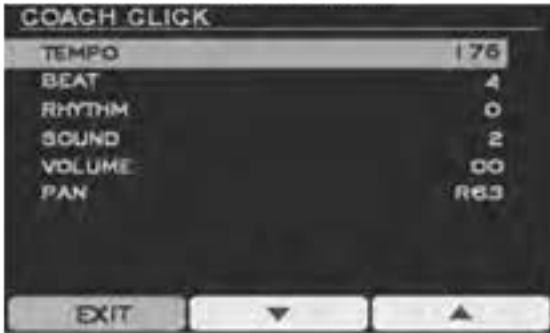 COACH CLICK
TEMPO 176
BEAT 4
RHYTHM 0
SOUND 2
VOLUME 00
PAN R63
EXIT ▼ ▲